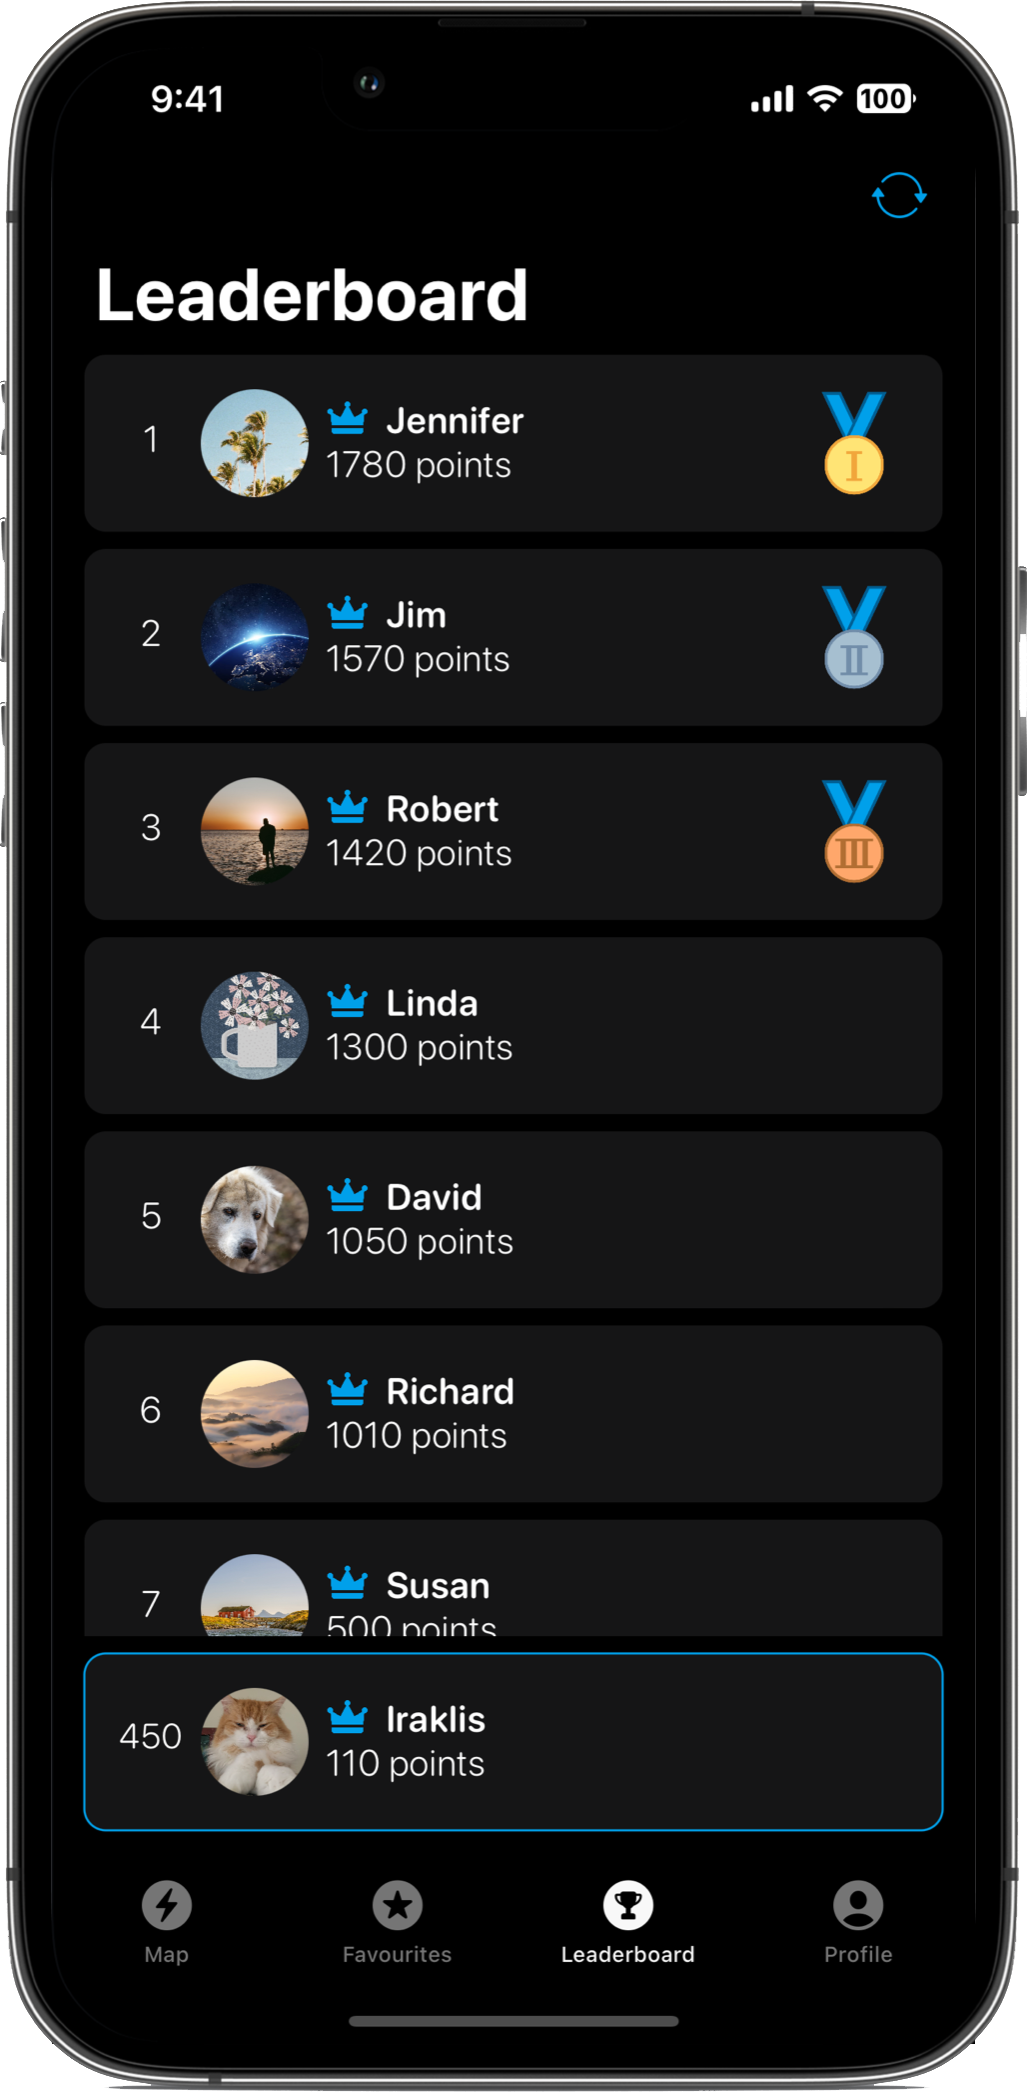 9:41
100
Leaderboard
1
Jennifer
1780 points
I
2
Jim
1570 points
II
3
Robert
1420 points
III
4
Linda
1300 points
5
David
1050 points
6
Richard
1010 points
7
Susan
500 points
450
Iraklis
110 points
Map
Favourites
Leaderboard
Profile